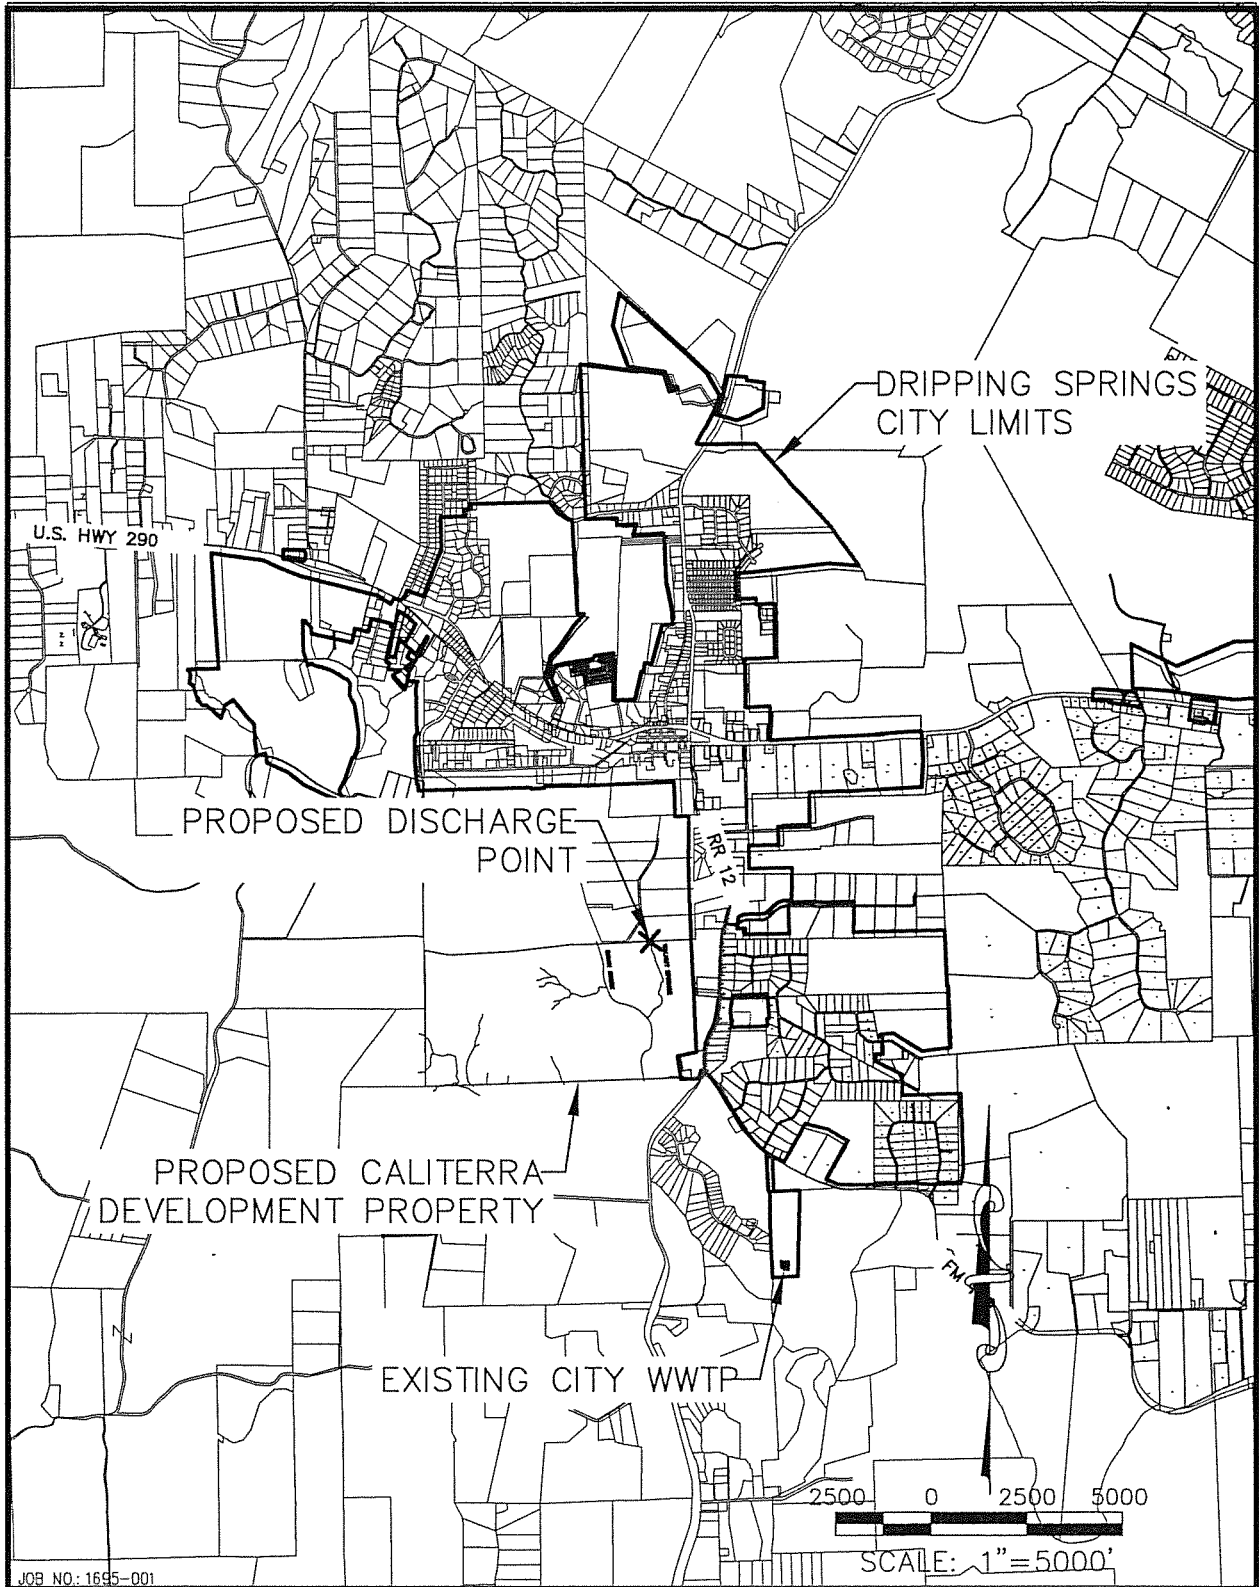 DRIPPING SPRINGS
CITY LIMITS
U.S. HWY 290
PROPOSED DISCHARGE
POINT
RR 12
PROPOSED CALITERRA
DEVELOPMENT PROPERTY
FM
EXISTING CITY WWTP
2500 0 2500 5000
SCALE: 1"=5000'
JOB NO.: 1695-001